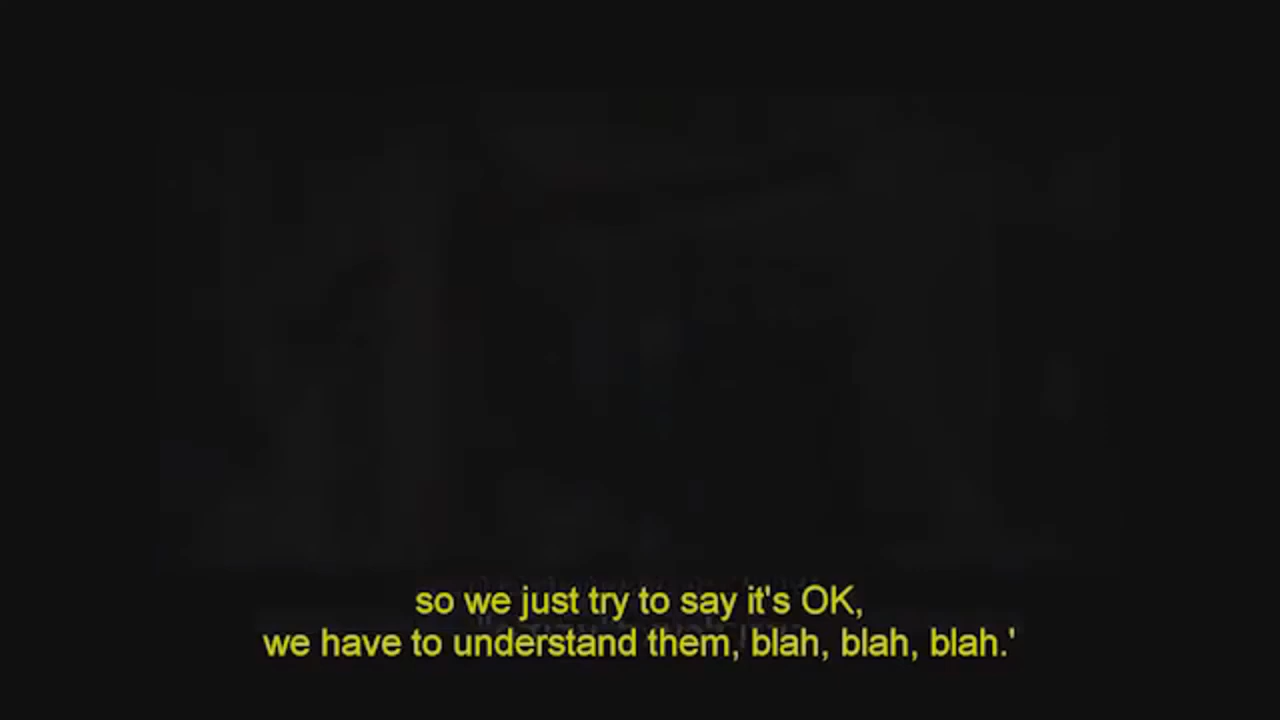 so we just try to say it's OK,
we have to understand them, blah, blah, blah.'